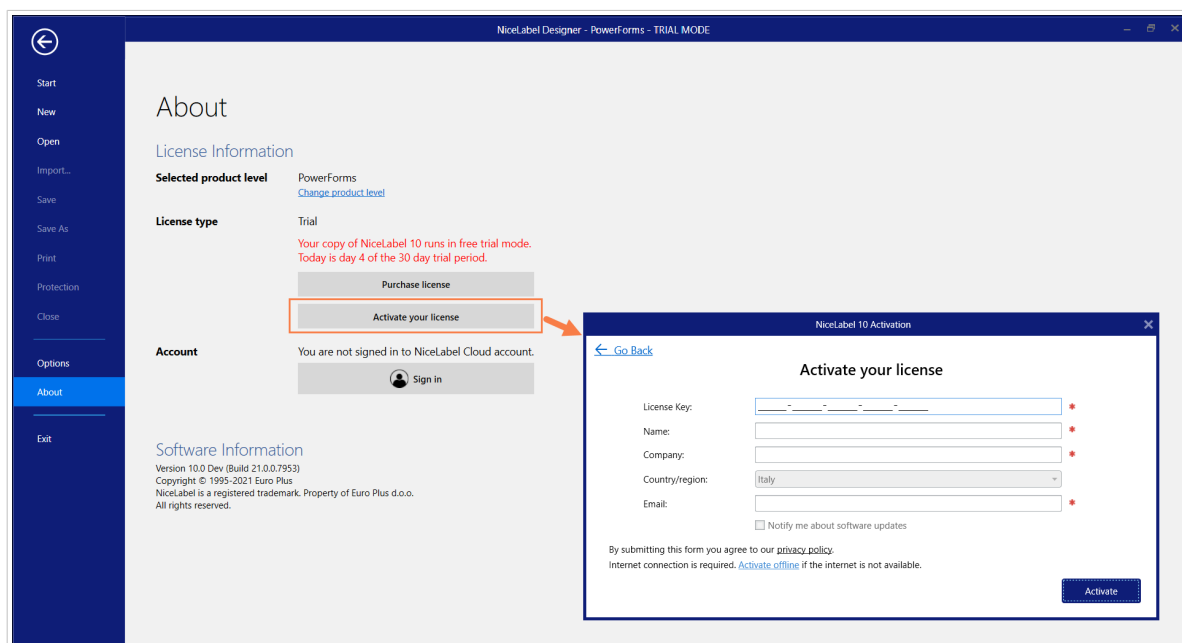 NiceLabel Designer - PowerForms - TRIAL MODE
Start
New
Open
Import...
Save
Save As
Print
Protection
Close
Options
About
Exit
About
License Information
Selected product level PowerForms
Change product level
License type Trial
Your copy of NiceLabel 10 runs in free trial mode.
Today is day 4 of the 30 day trial period.
Purchase license
Activate your license
Account You are not signed in to NiceLabel Cloud account.
Sign in
Software Information
Version 10.0 Dev (Build 21.0.0.7953)
Copyright © 1995-2021 Euro Plus
NiceLabel is a registered trademark. Property of Euro Plus d.o.o.
All rights reserved.
NiceLabel 10 Activation
Go Back
Activate your license
License Key: _____-_____-_____-_____-_____ *
Name: *
Company: *
Country/region: Italy
Email: *
Notify me about software updates
By submitting this form you agree to our privacy policy.
Internet connection is required. Activate offline if the internet is not available.
Activate